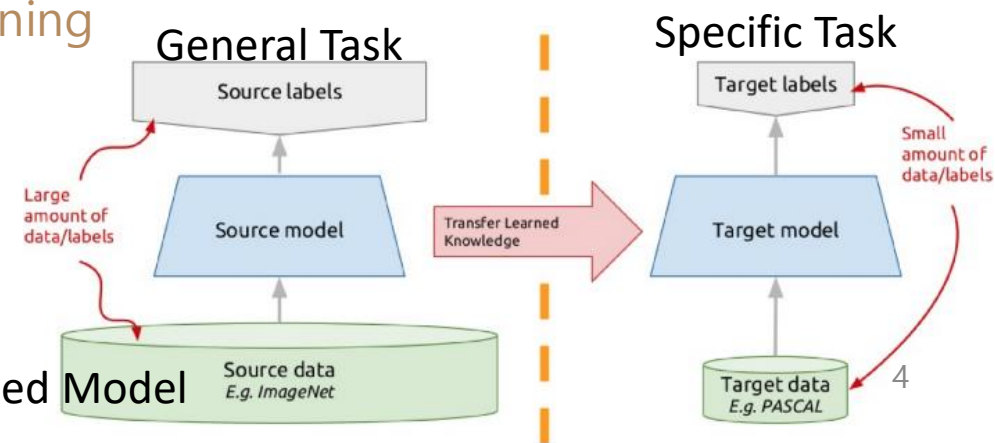 ning
General Task
Specific Task
Source labels
Target labels
Large
amount of
data/labels
Small
amount of
data/labels
Source model
Transfer Learned
Knowledge
Target model
Source data
E.g. ImageNet
ed Model
Target data
E.g. PASCAL
4